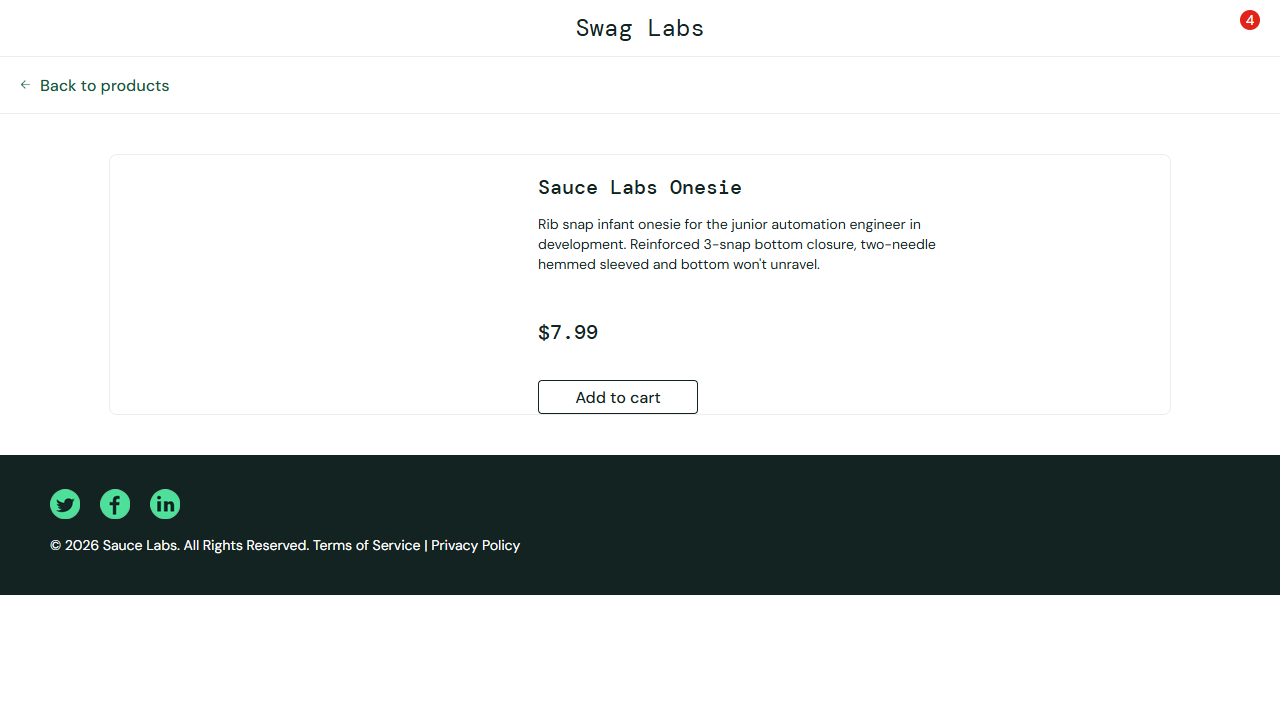 Swag Labs
4
Back to products
Sauce Labs Onesie
Rib snap infant onesie for the junior automation engineer in
development. Reinforced 3-snap bottom closure, two-needle
hemmed sleeved and bottom won't unravel.
$7.99
Add to cart
© 2026 Sauce Labs. All Rights Reserved. Terms of Service | Privacy Policy